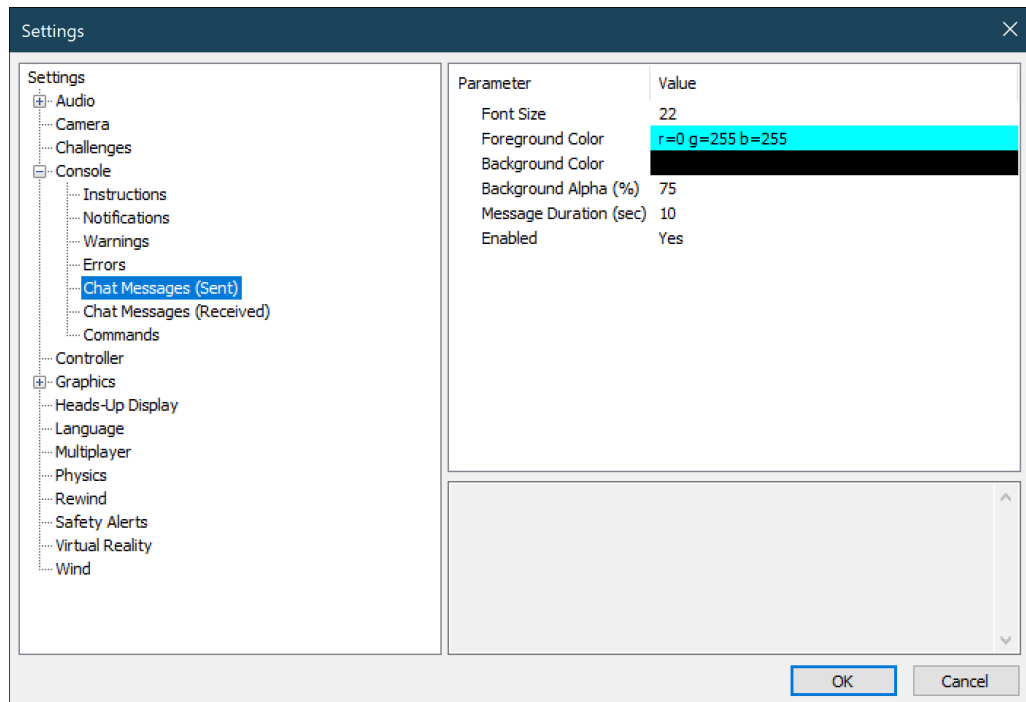 Settings
Settings
Audio
Camera
Challenges
Console
Instructions
Notifications
Warnings
Errors
Chat Messages (Sent)
Chat Messages (Received)
Commands
Controller
Graphics
Heads-Up Display
Language
Multiplayer
Physics
Rewind
Safety Alerts
Virtual Reality
Wind
Parameter Value
Font Size 22
Foreground Color r=0 g=255 b=255
Background Color
Background Alpha (%) 75
Message Duration (sec) 10
Enabled Yes
OK Cancel